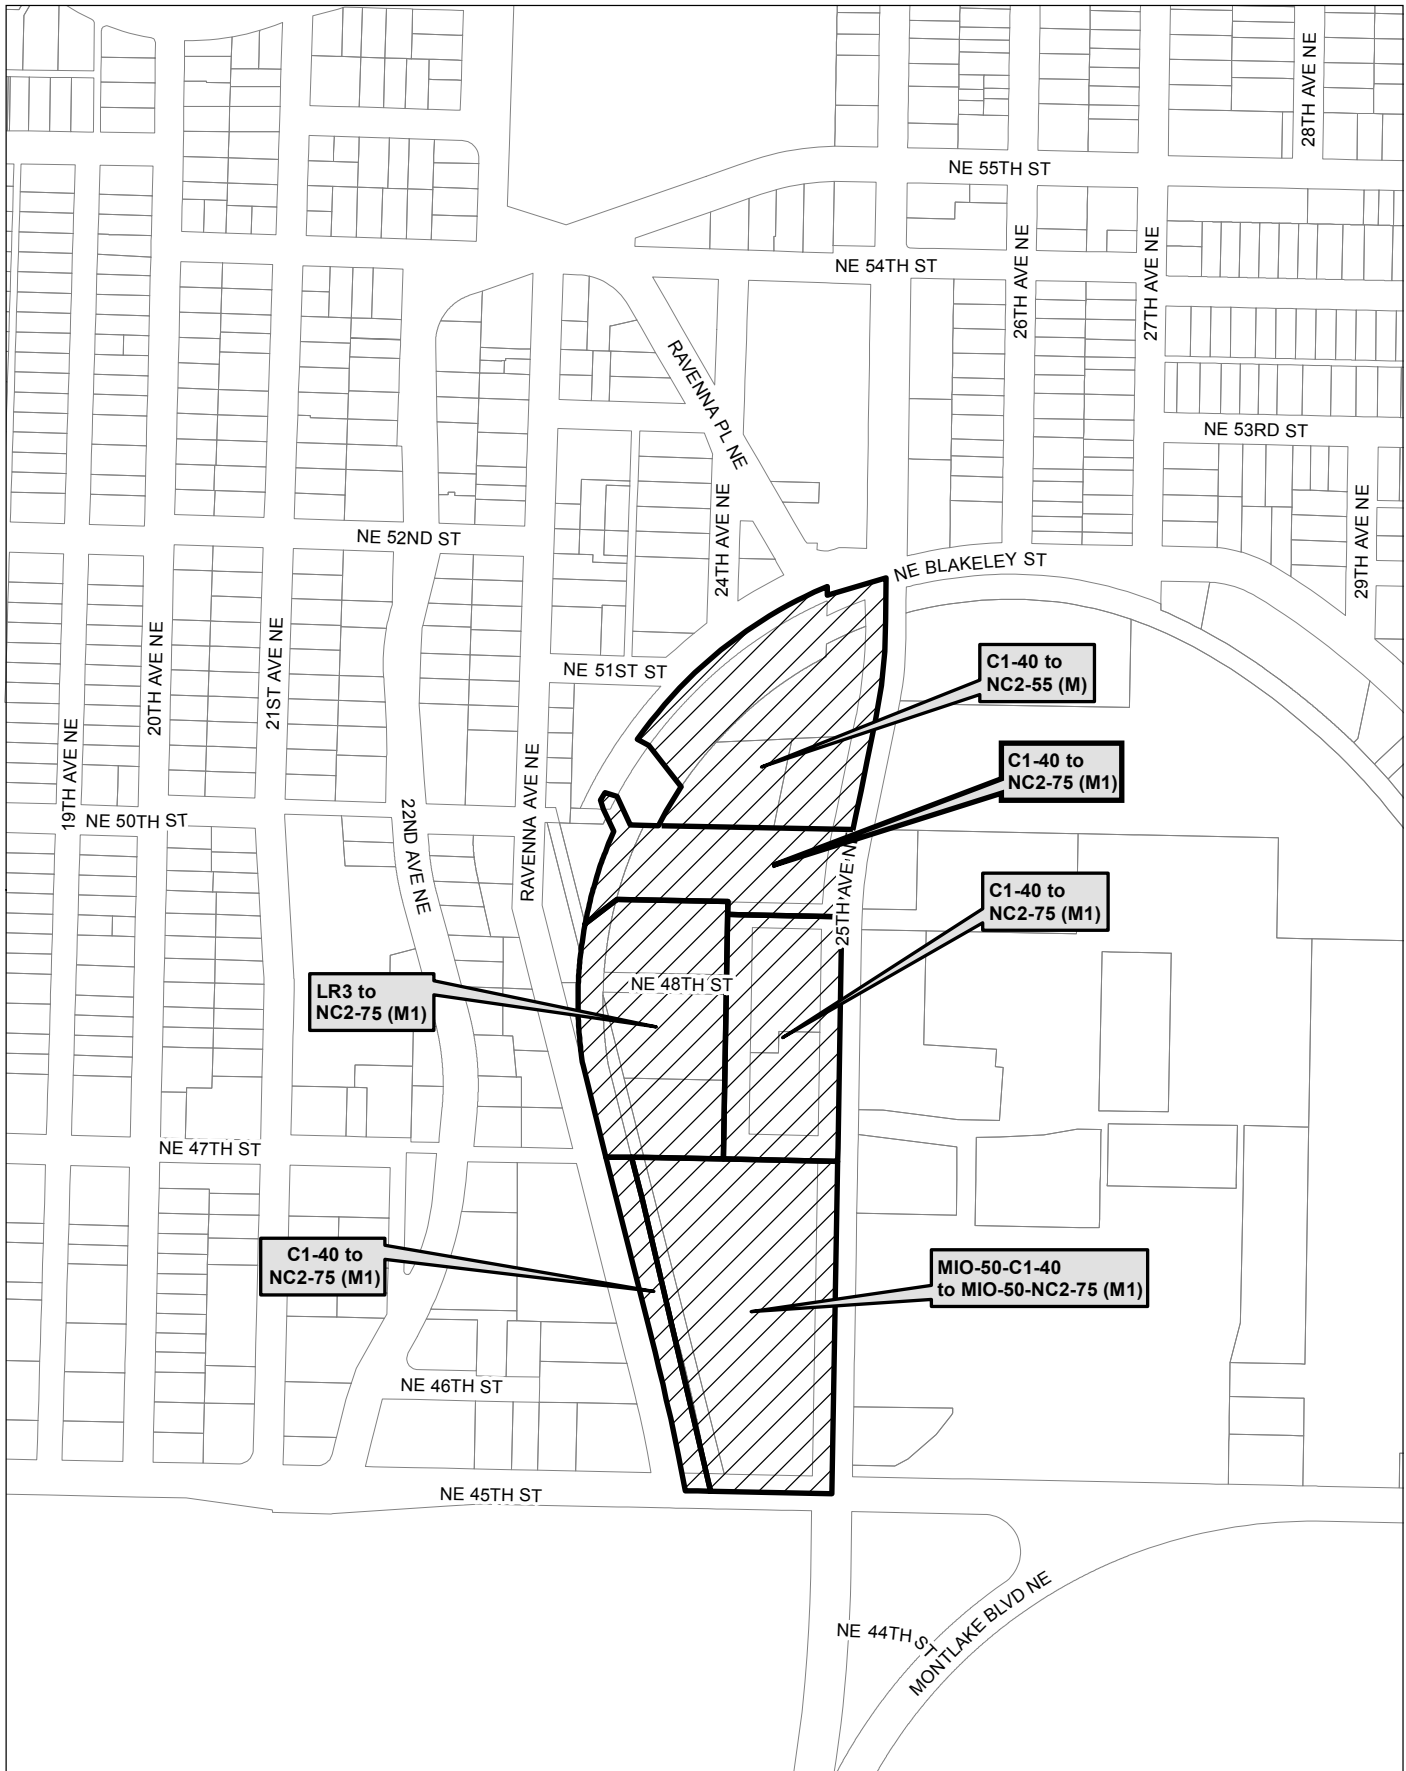 28TH AVE NE
NE 55TH ST
NE 54TH ST
26TH AVE NE
27TH AVE NE
RAVENNA PL NE
NE 53RD ST
24TH AVE NE
29TH AVE NE
NE 52ND ST
NE BLAKELEY ST
20TH AVE NE
21ST AVE NE
NE 51ST ST
C1-40 to
NC2-55 (M)
19TH AVE NE
RAVENNA AVE NE
C1-40 to
NC2-75 (M1)
NE 50TH ST
22ND AVE NE
25TH AVE N
C1-40 to
NC2-75 (M1)
NE 48TH ST
LR3 to
NC2-75 (M1)
NE 47TH ST
C1-40 to
NC2-75 (M1)
MIO-50-C1-40
to MIO-50-NC2-75 (M1)
NE 46TH ST
NE 45TH ST
NE 44TH ST
MONTLAKE BLVD NE